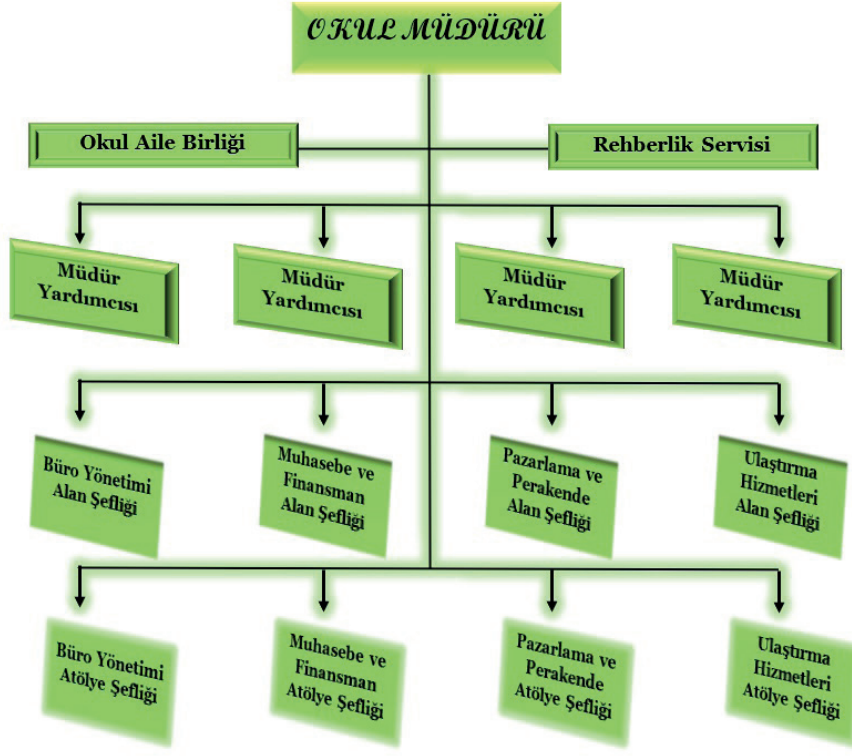 OKUL MÜDÜRÜ
Okul Aile Birliği
Rehberlik Servisi
Müdür
Yardımcısı
Müdür
Yardımcısı
Müdür
Yardımcısı
Müdür
Yardımcısı
Büro Yönetimi
Alan Şefliği
Muhasebe ve
Finansman
Alan Şefliği
Pazarlama ve
Perakende
Alan Şefliği
Ulaştırma
Hizmetleri
Alan Şefliği
Büro Yönetimi
Atölye Şefliği
Muhasebe ve
Finansman
Atölye Şefliği
Pazarlama ve
Perakende
Atölye Şefliği
Ulaştırma
Hizmetleri
Atölye Şefliği